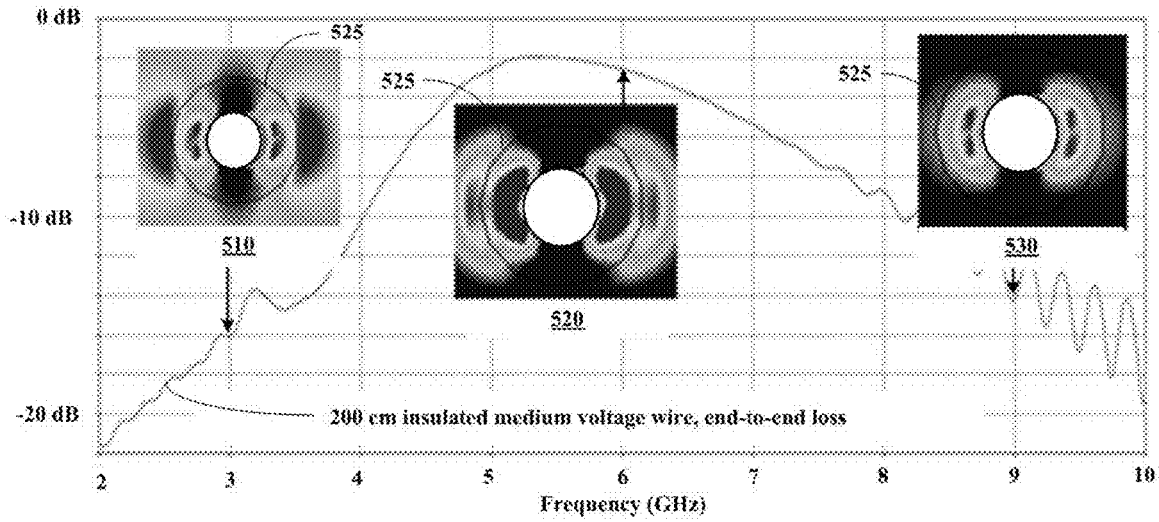 0 dB
525
525
525
-10 dB
510
530
520
-20 dB
200 cm insulated medium voltage wire, end-to-end loss
2 3 4 5 6 7 8 9 10
Frequency (GHz)